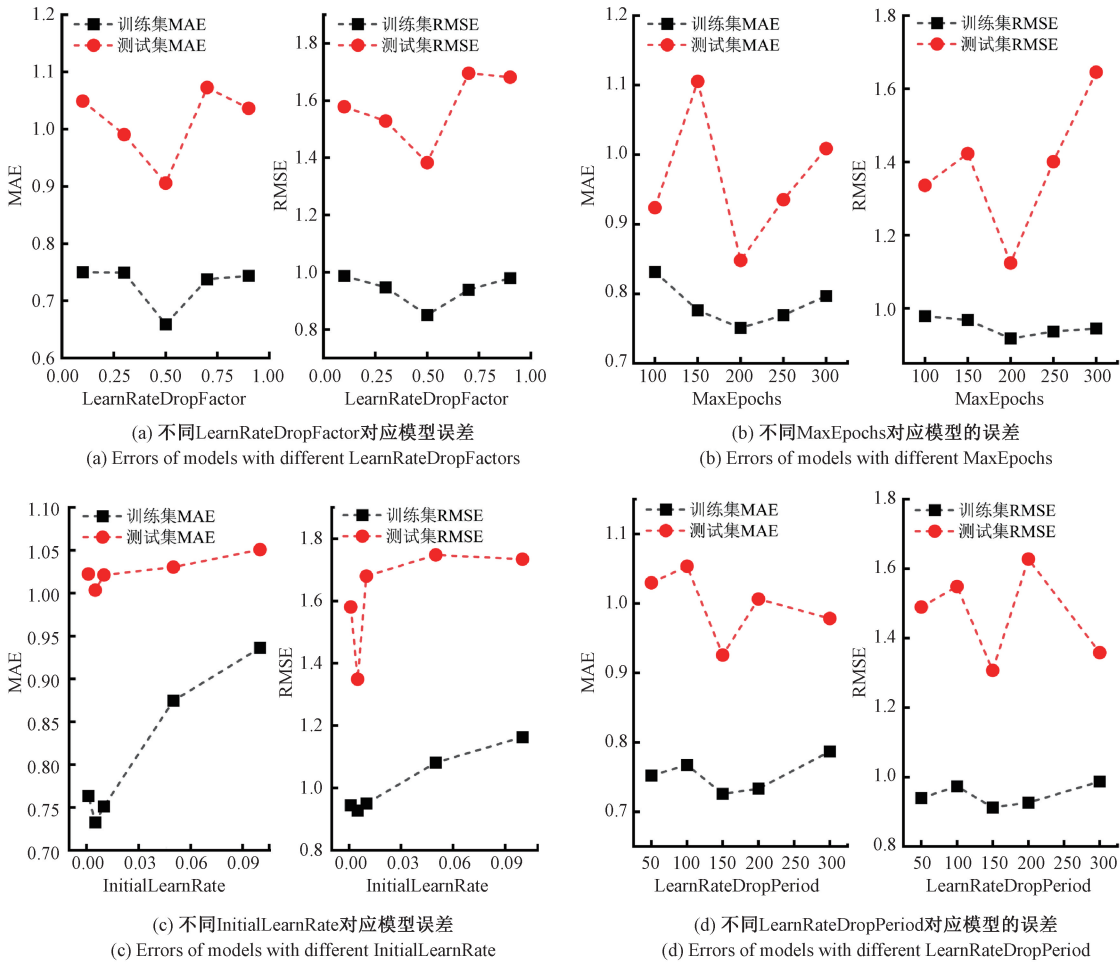 1.2
1.1
1.0
0.9
0.8
0.7
0.6
MAE
训练集MAE
测试集MAE
0.00 0.25 0.50 0.75 1.00
LearnRateDropFactor
1.8
1.6
1.4
1.2
1.0
0.8
RMSE
训练集RMSE
测试集RMSE
0.00 0.25 0.50 0.75 1.00
LearnRateDropFactor
(a) 不同LearnRateDropFactor对应模型误差
(a) Errors of models with different LearnRateDropFactors
1.2
1.1
1.0
0.9
0.8
0.7
MAE
训练集MAE
测试集MAE
100 150 200 250 300
MaxEpochs
1.8
1.6
1.4
1.2
1.0
RMSE
训练集RMSE
测试集RMSE
100 150 200 250 300
MaxEpochs
(b) 不同MaxEpochs对应模型的误差
(b) Errors of models with different MaxEpochs
1.10
1.05
1.00
0.95
0.90
0.85
0.80
0.75
0.70
MAE
训练集MAE
测试集MAE
0.00 0.03 0.06 0.09
InitialLearnRate
1.8
1.6
1.4
1.2
1.0
0.8
RMSE
训练集RMSE
测试集RMSE
0.00 0.03 0.06 0.09
InitialLearnRate
(c) 不同InitialLearnRate对应模型误差
(c) Errors of models with different InitialLearnRate
1.1
1.0
0.9
0.8
0.7
MAE
训练集MAE
测试集MAE
50 100 150 200 300
LearnRateDropPeriod
1.8
1.6
1.4
1.2
1.0
0.8
RMSE
训练集RMSE
测试集RMSE
50 100 150 200 300
LearnRateDropPeriod
(d) 不同LearnRateDropPeriod对应模型的误差
(d) Errors of models with different LearnRateDropPeriod